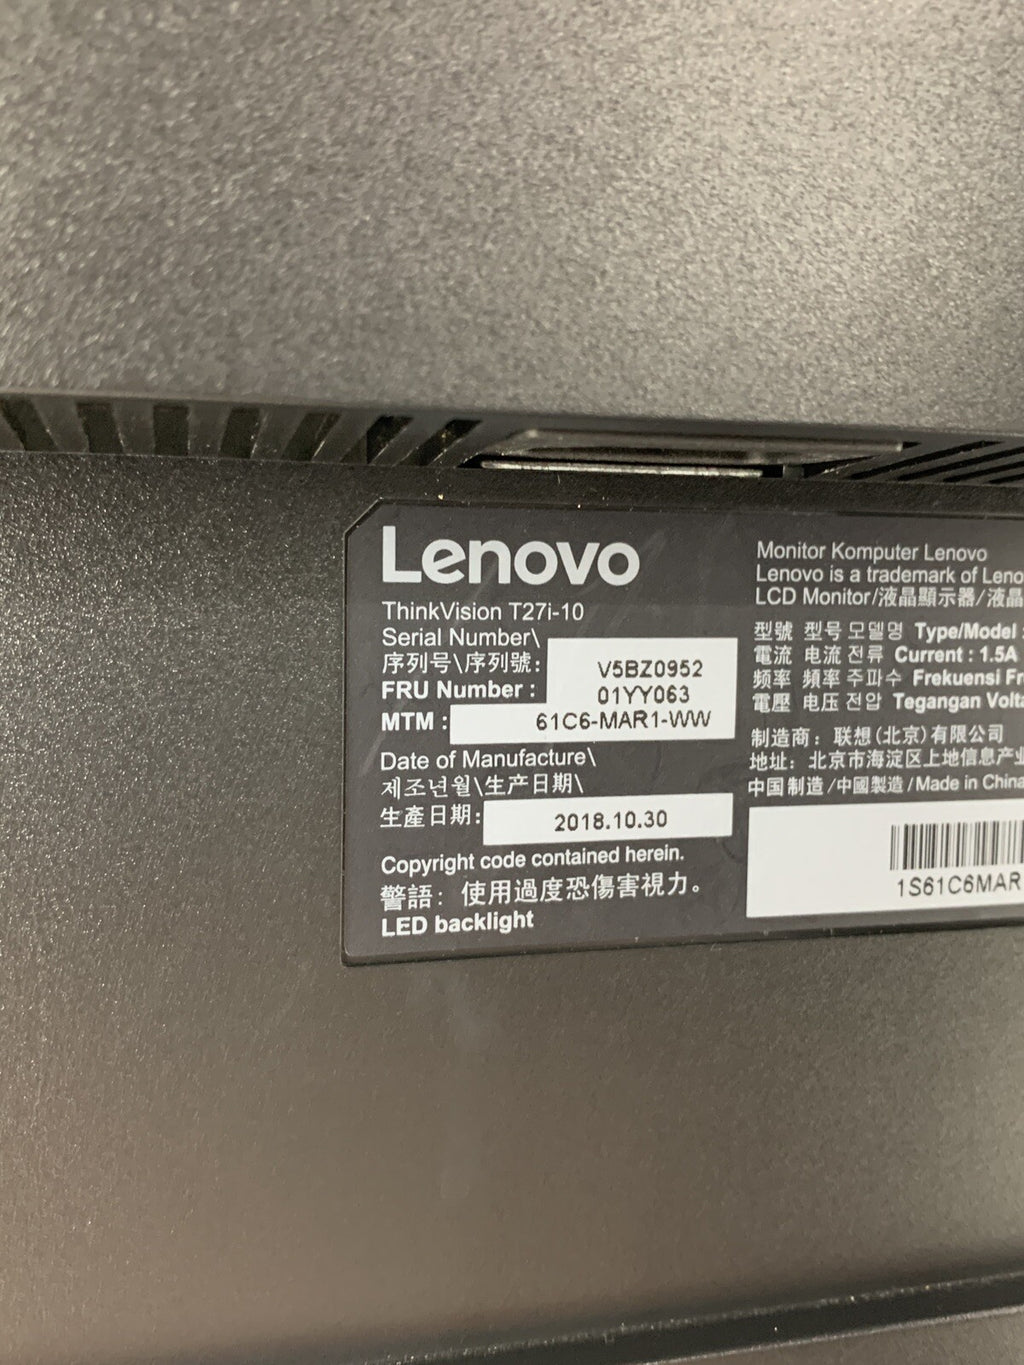 Lenovo
ThinkVision T27i-10
Serial Number\
序列号\序列號: V5BZ0952
FRU Number : 01YY063
MTM : 61C6-MAR1-WW
Date of Manufacture\
제조년월\生产日期\
生產日期: 2018.10.30
Copyright code contained herein.
警語: 使用過度恐傷害視力。
LED backlight
Monitor Komputer Lenovo
Lenovo is a trademark of Leno
LCD Monitor/液晶顯示器/液晶
型號 型号 모델명 Type/Model
電流 电流 전류 Current : 1.5A
频率 頻率 주파수 Frekuensi Fr
電壓 电压 전압 Tegangan Volta
制造商: 联想(北京)有限公司
地址: 北京市海淀区上地信息产业
中国制造/中國製造/Made in China
1S61C6MAR